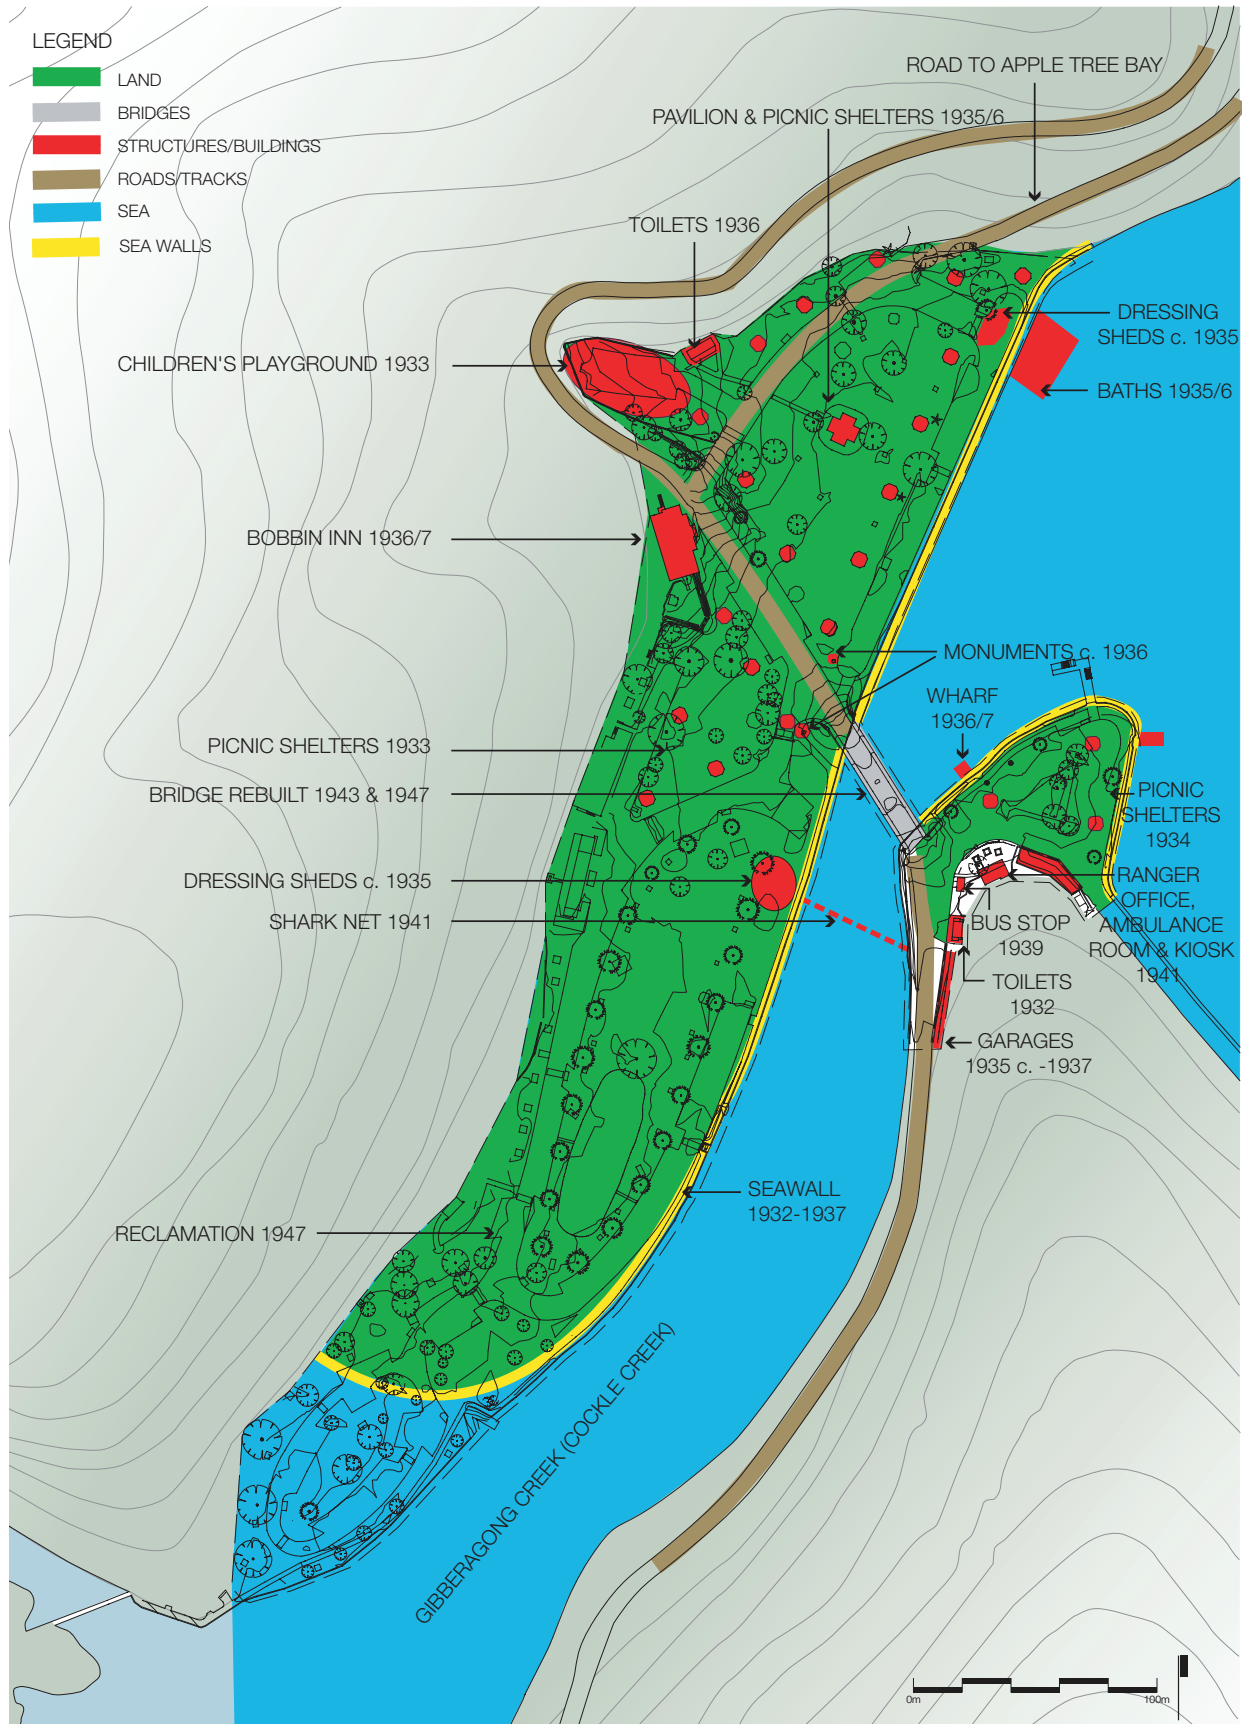 LEGEND
LAND
BRIDGES
STRUCTURES/BUILDINGS
ROADS/TRACKS
SEA
SEA WALLS
ROAD TO APPLE TREE BAY
PAVILION & PICNIC SHELTERS 1935/6
TOILETS 1936
DRESSING
SHEDS c. 1935
CHILDREN'S PLAYGROUND 1933
BATHS 1935/6
BOBBIN INN 1936/7
MONUMENTS c. 1936
WHARF
1936/7
PICNIC SHELTERS 1933
BRIDGE REBUILT 1943 & 1947
PICNIC
SHELTERS
1934
DRESSING SHEDS c. 1935
SHARK NET 1941
RANGER
OFFICE,
AMBULANCE
ROOM & KIOSK
1941
BUS STOP
1939
TOILETS
1932
GARAGES
1935 c. -1937
SEAWALL
1932-1937
RECLAMATION 1947
GIBBERAGONG CREEK (COCKLE CREEK)
0m
100m